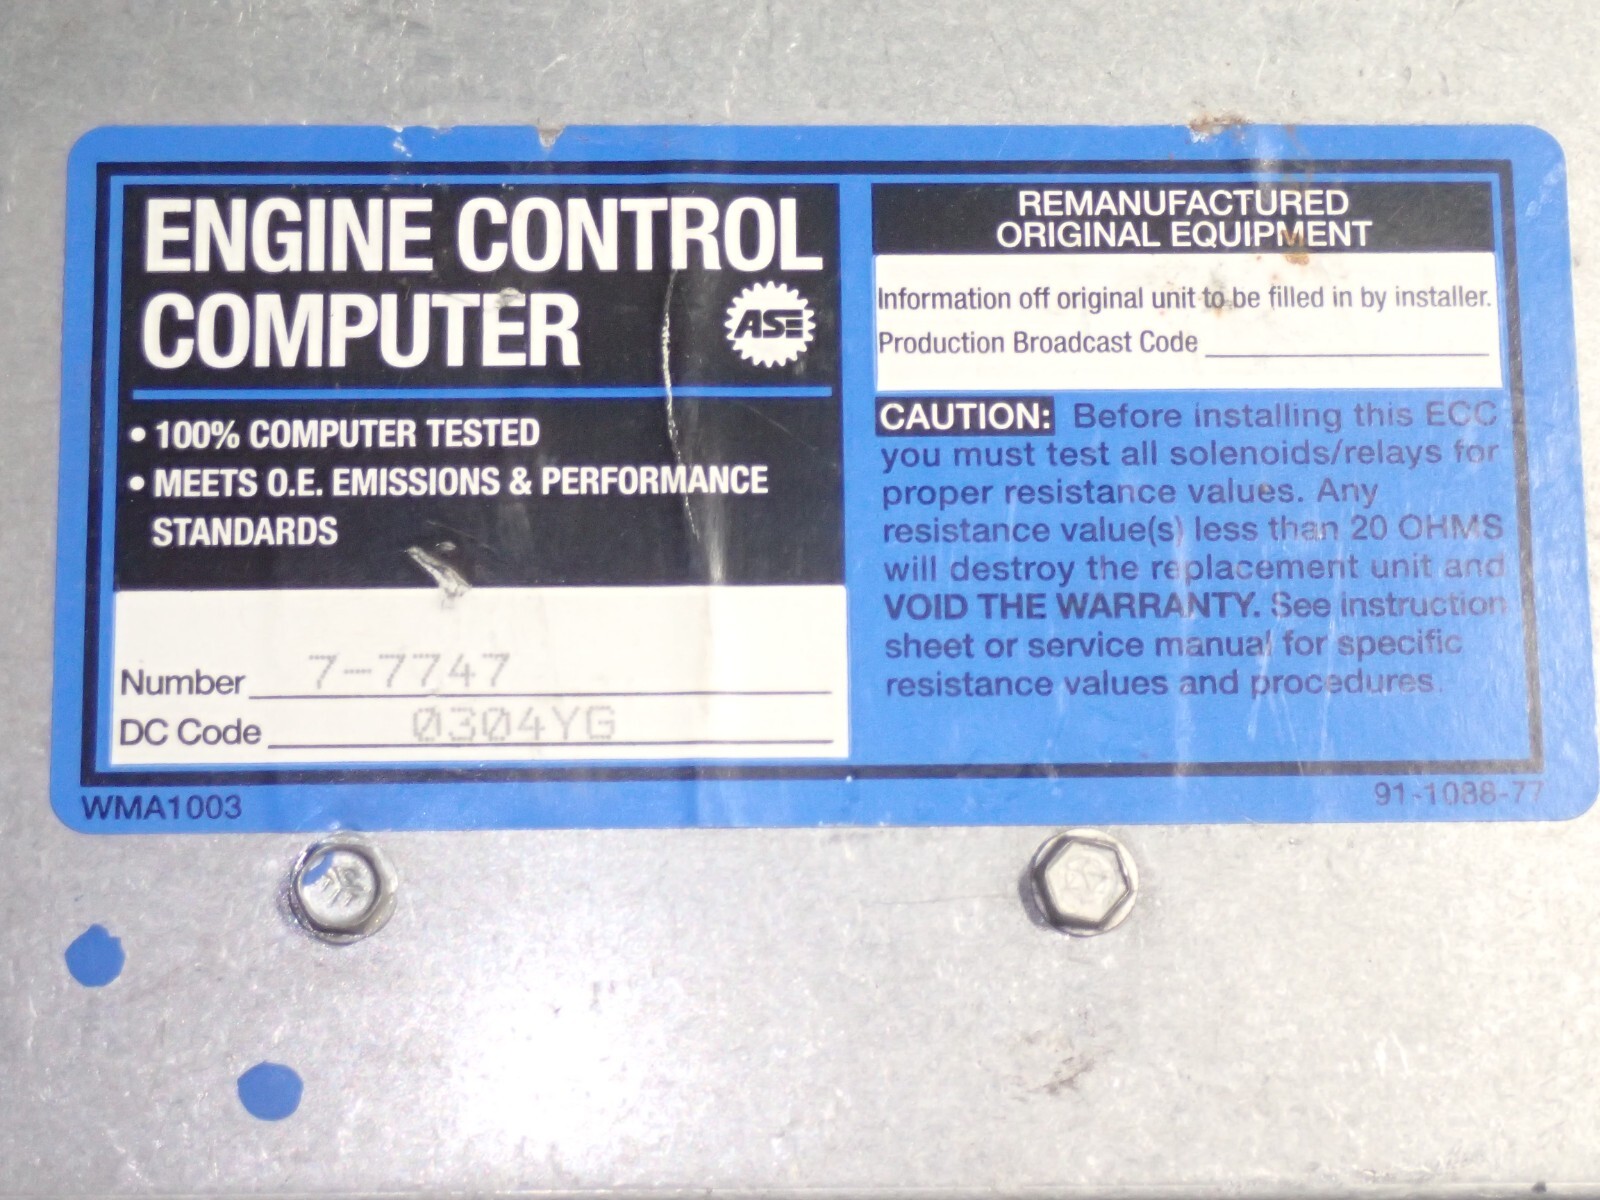 ENGINE CONTROL
COMPUTER
ASE
• 100% COMPUTER TESTED
• MEETS O.E. EMISSIONS & PERFORMANCE
STANDARDS
Number 7-7747
DC Code 0304YG
WMA1003
REMANUFACTURED
ORIGINAL EQUIPMENT
Information off original unit to be filled in by installer.
Production Broadcast Code
CAUTION: Before installing this ECC
you must test all solenoids/relays for
proper resistance values. Any
resistance value(s) less than 20 OHMS
will destroy the replacement unit and
VOID THE WARRANTY. See instruction
sheet or service manual for specific
resistance values and procedures.
91-1088-77